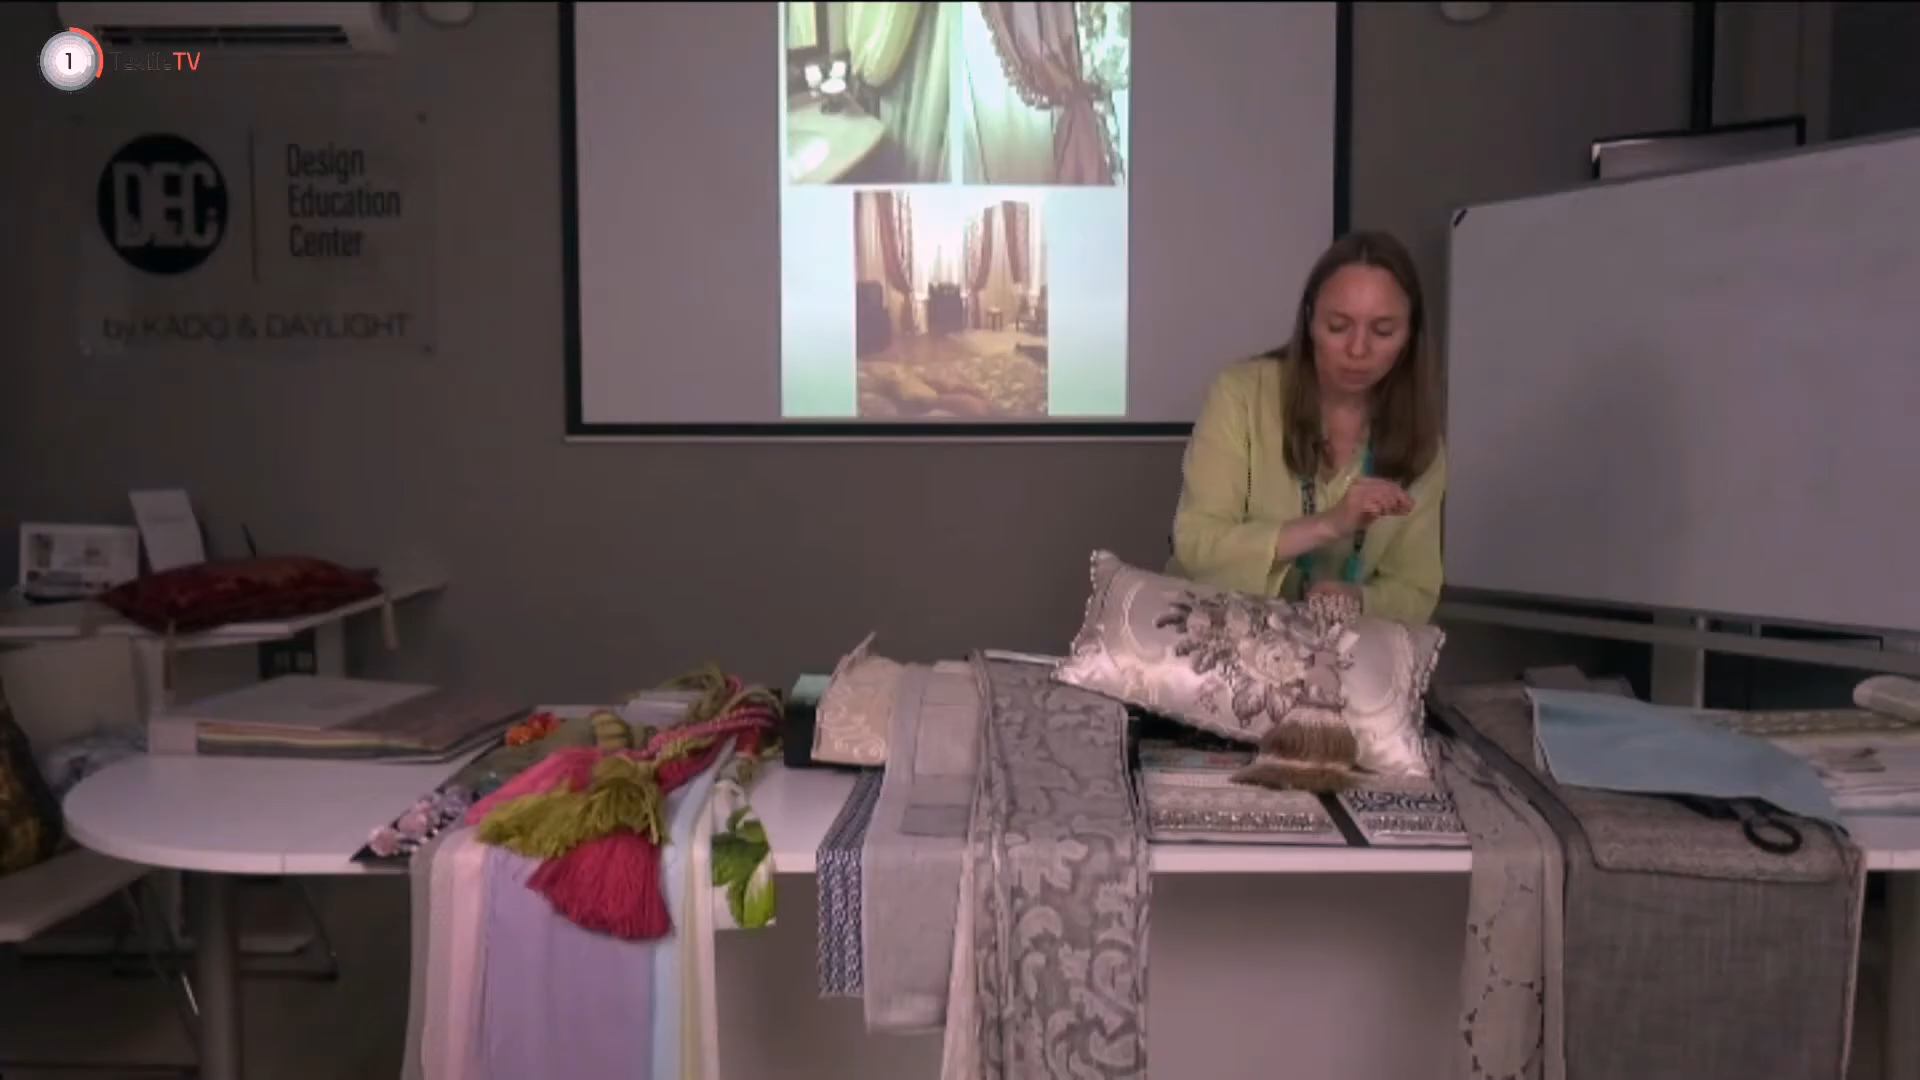 1 TextileTV
DEC
Design
Education
Center
by KADO & DAYLIGHT